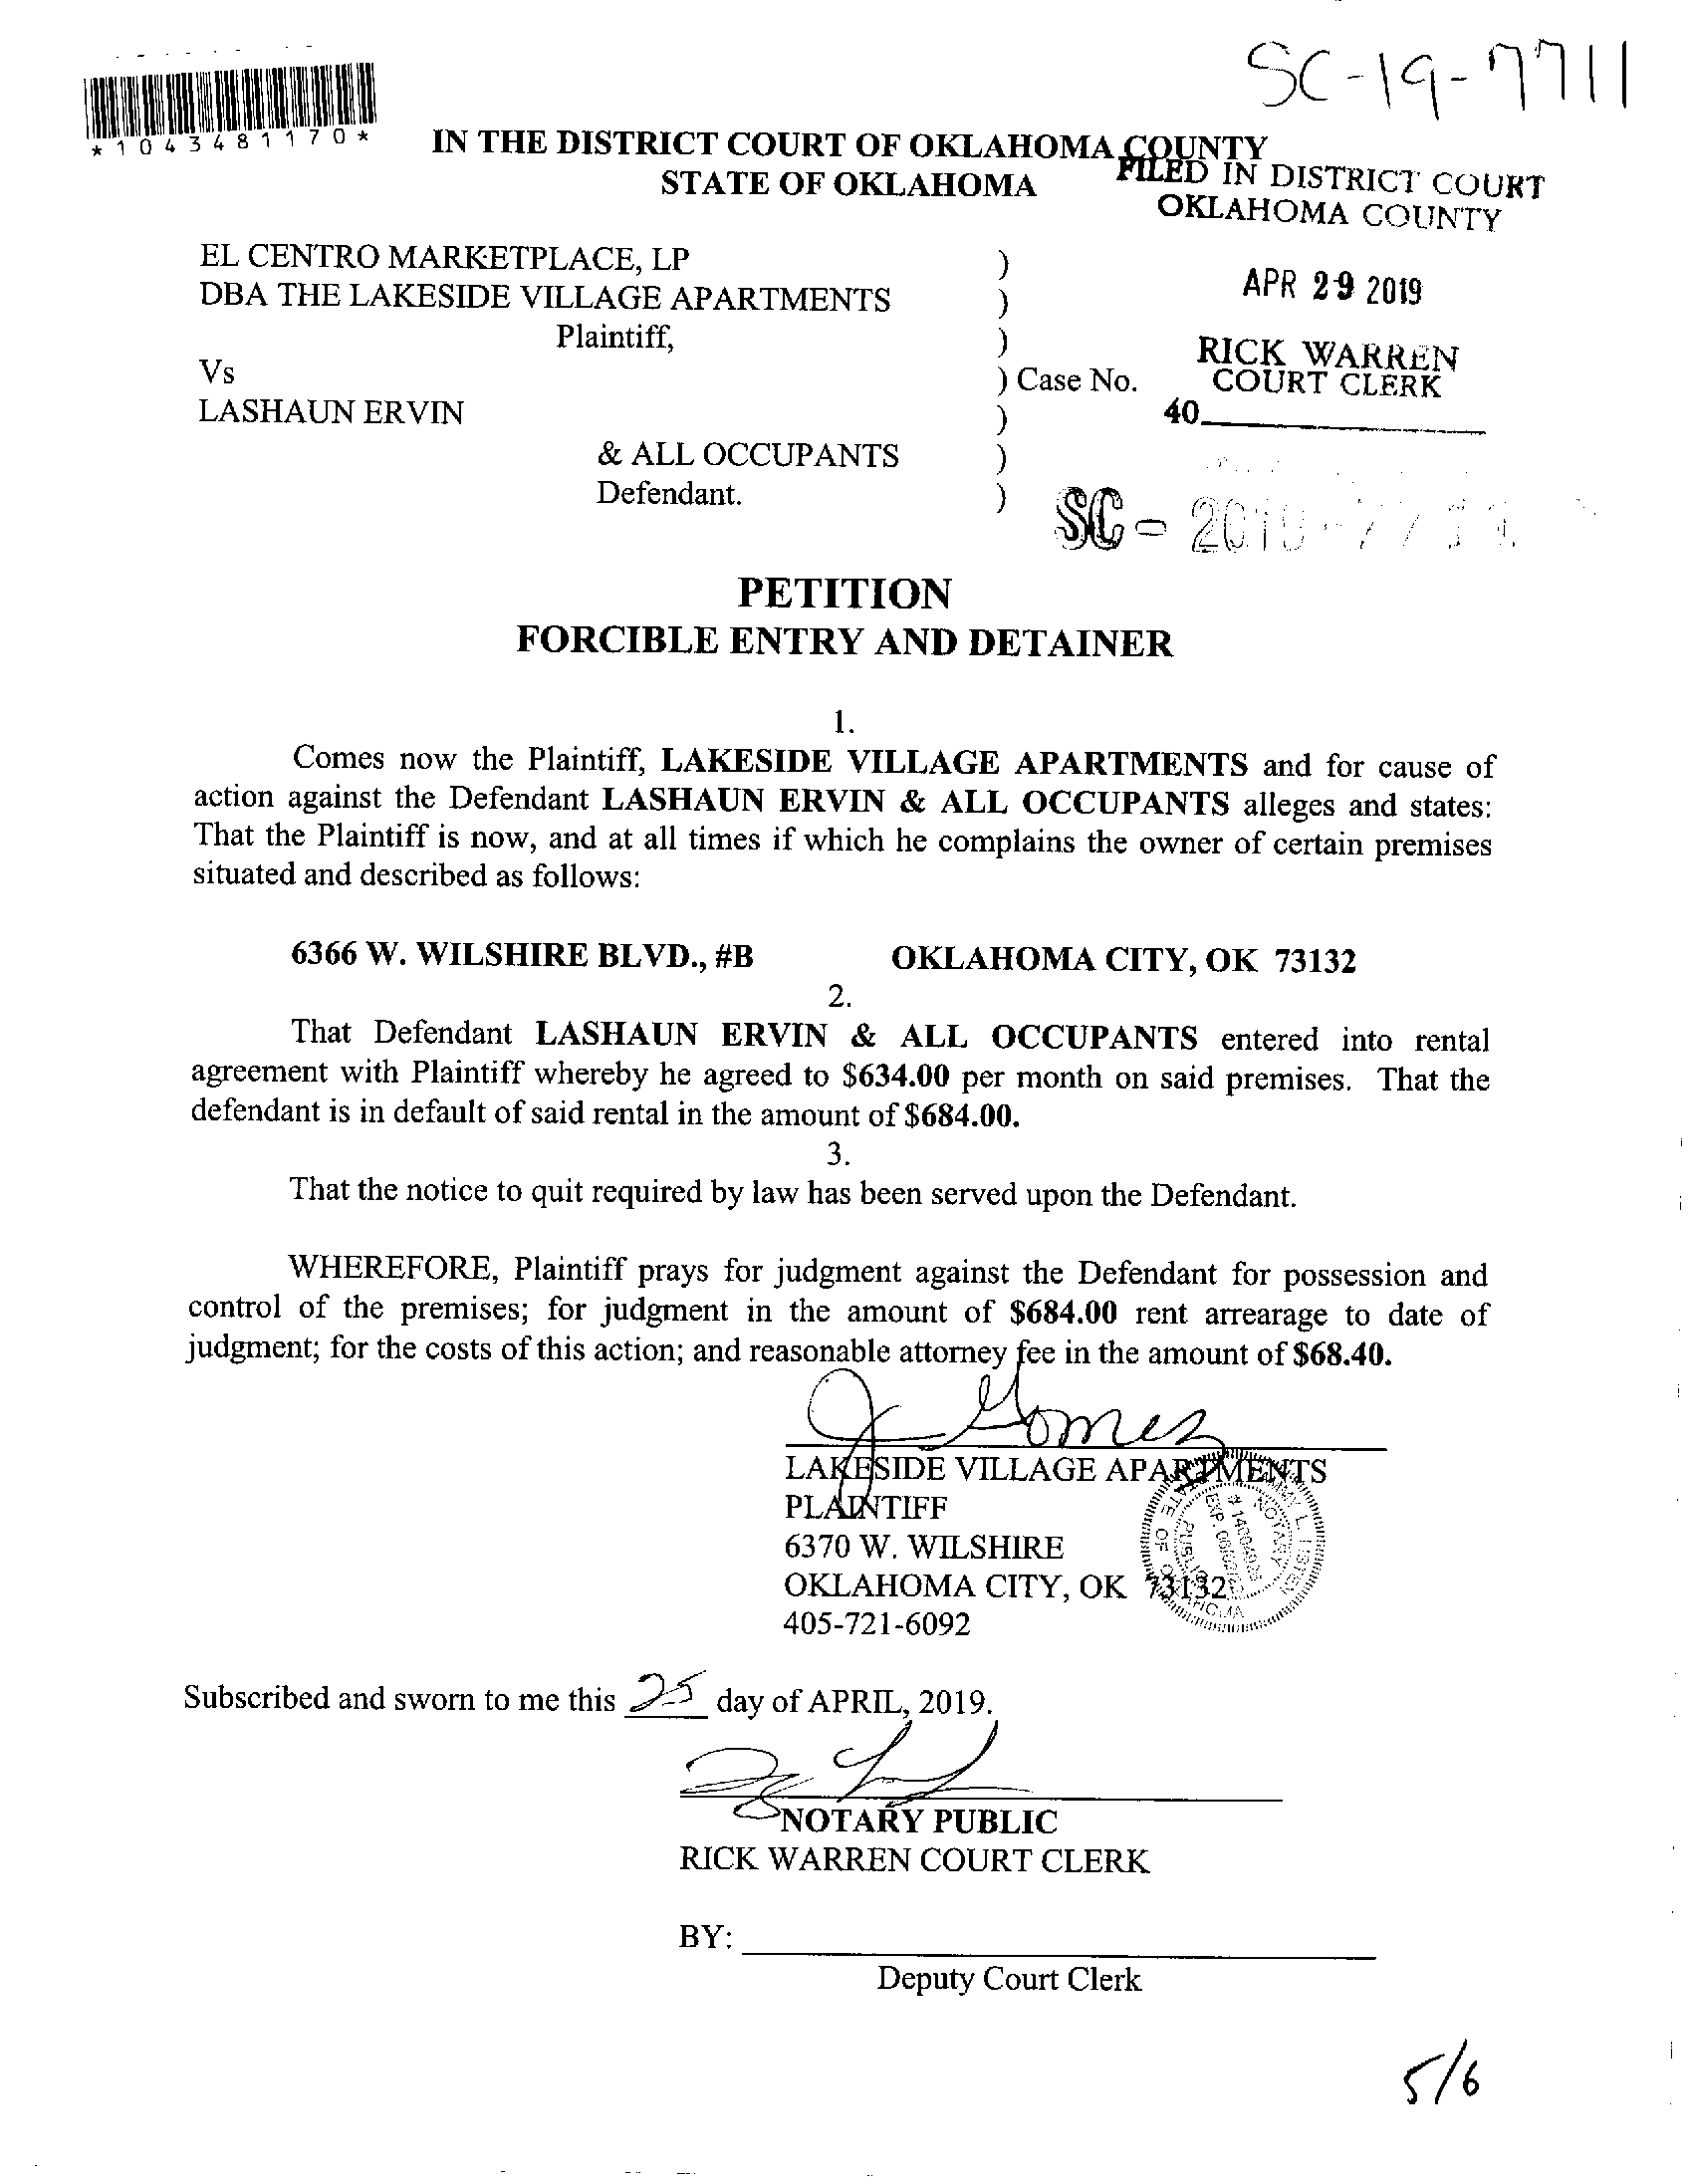 SC-19-7711
*1043481170*
IN THE DISTRICT COURT OF OKLAHOMA COUNTY
STATE OF OKLAHOMA
FILED IN DISTRICT COURT
OKLAHOMA COUNTY
EL CENTRO MARKETPLACE, LP )
DBA THE LAKESIDE VILLAGE APARTMENTS )
APR 29 2019
Plaintiff, )
RICK WARREN
Vs ) Case No. COURT CLERK
LASHAUN ERVIN )
40
& ALL OCCUPANTS )
Defendant. )
SC - 2019-7711
PETITION
FORCIBLE ENTRY AND DETAINER
1.
Comes now the Plaintiff, LAKESIDE VILLAGE APARTMENTS and for cause of
action against the Defendant LASHAUN ERVIN & ALL OCCUPANTS alleges and states:
That the Plaintiff is now, and at all times if which he complains the owner of certain premises
situated and described as follows:
6366 W. WILSHIRE BLVD., #B OKLAHOMA CITY, OK 73132
2.
That Defendant LASHAUN ERVIN & ALL OCCUPANTS entered into rental
agreement with Plaintiff whereby he agreed to $634.00 per month on said premises. That the
defendant is in default of said rental in the amount of $684.00.
3.
That the notice to quit required by law has been served upon the Defendant.
WHEREFORE, Plaintiff prays for judgment against the Defendant for possession and
control of the premises; for judgment in the amount of $684.00 rent arrearage to date of
judgment; for the costs of this action; and reasonable attorney fee in the amount of $68.40.
J Gomez
LAKESIDE VILLAGE APARTMENTS
PLAINTIFF
6370 W. WILSHIRE
OKLAHOMA CITY, OK 73132
405-721-6092
NOTARY
PUBLIC
EXP.
STATE OF OKLAHOMA
Subscribed and sworn to me this 25 day of APRIL, 2019.
NOTARY PUBLIC
RICK WARREN COURT CLERK
BY:
Deputy Court Clerk
5/6